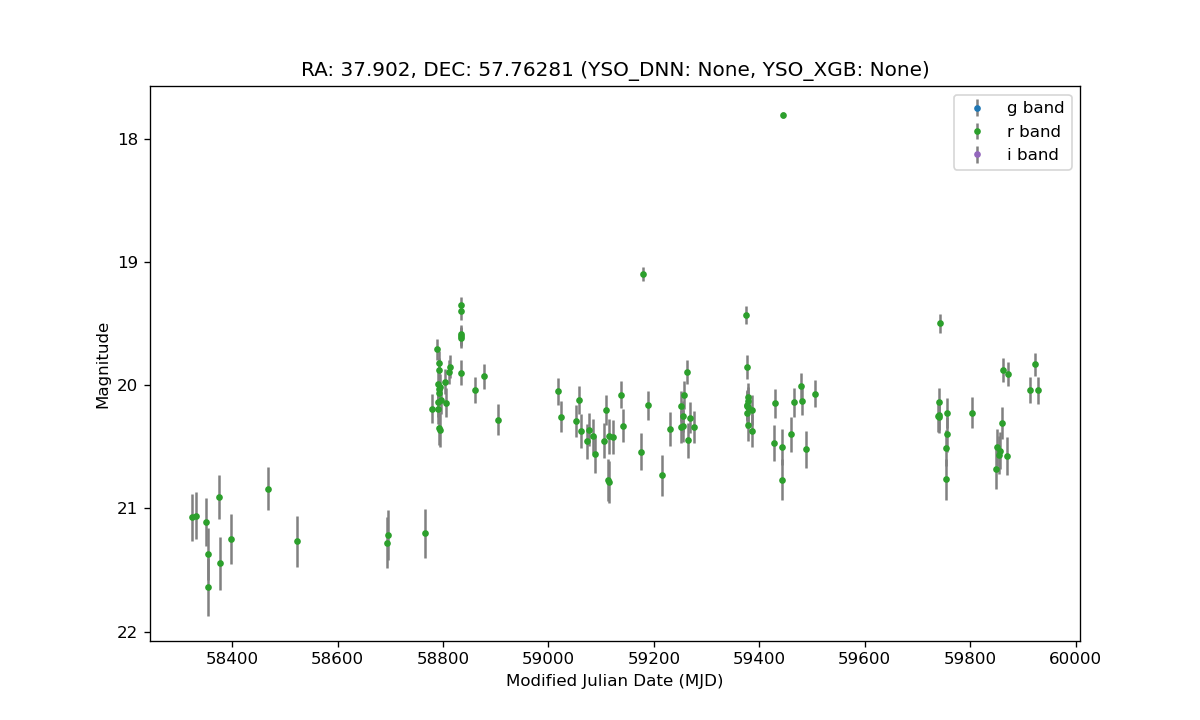 RA: 37.902, DEC: 57.76281 (YSO_DNN: None, YSO_XGB: None)
g band
r band
i band
18
19
20
21
22
Magnitude
58400 58600 58800 59000 59200 59400 59600 59800 60000
Modified Julian Date (MJD)